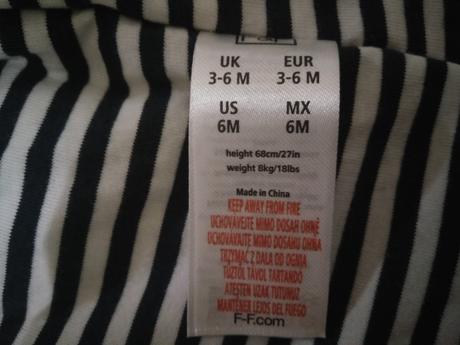 F&F
UK EUR
3-6 M 3-6 M
US MX
6M 6M
height 68cm/27in
weight 8kg/18lbs
Made in China
KEEP AWAY FROM FIRE
UCHOVÁVEJTE MIMO DOSAH OHNĚ
UCHOVÁVAJTE MIMO DOSAHU OHŇA
TRZYMAĆ Z DALA OD OGNIA
TŰZTŐL TÁVOL TARTANDÓ
ATEŞTEN UZAK TUTUNUZ
MANTENER LEJOS DEL FUEGO
F-F.com